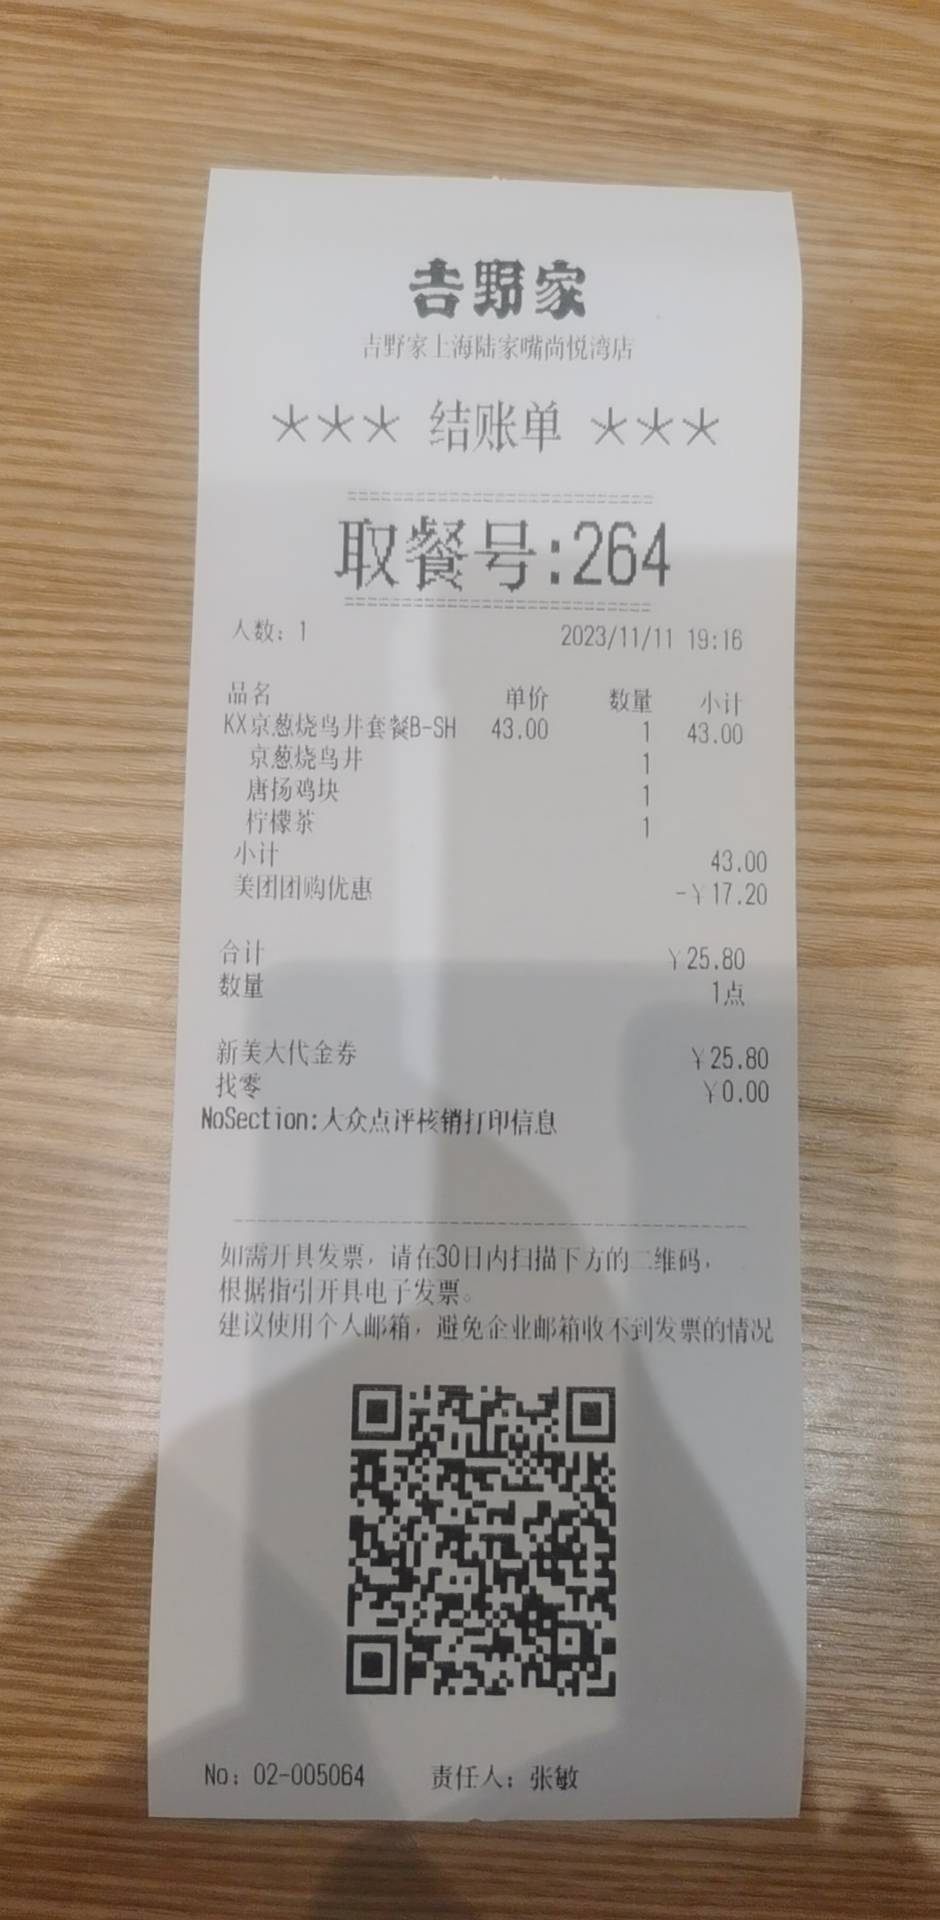 吉野家
吉野家上海陆家嘴尚悦湾店
*** 结账单 ***
取餐号:264
人数: 1 2023/11/11 19:16
品名 单价 数量 小计
KX京葱烧鸟井套餐B-SH 43.00 1 43.00
京葱烧鸟井 1
唐扬鸡块 1
柠檬茶 1
小计 43.00
美团团购优惠 -¥17.20
合计 ¥25.80
数量 1点
新美大代金券 ¥25.80
找零 ¥0.00
NoSection:大众点评核销打印信息
如需开具发票，请在30日内扫描下方的二维码，
根据指引开具电子发票。
建议使用个人邮箱，避免企业邮箱收不到发票的情况
No: 02-005064 责任人: 张敏